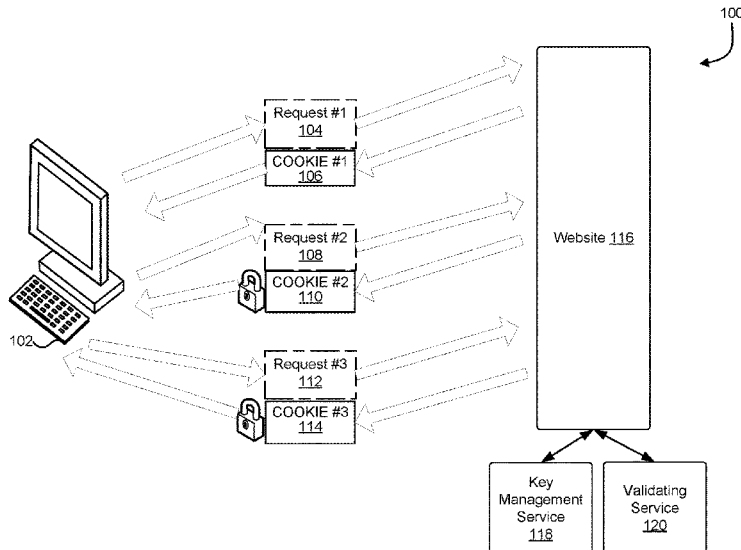 100
Request #1
104
COOKIE #1
106
Request #2
108
COOKIE #2
110
Website 116
102
Request #3
112
COOKIE #3
114
Key
Management
Service
118
Validating
Service
120